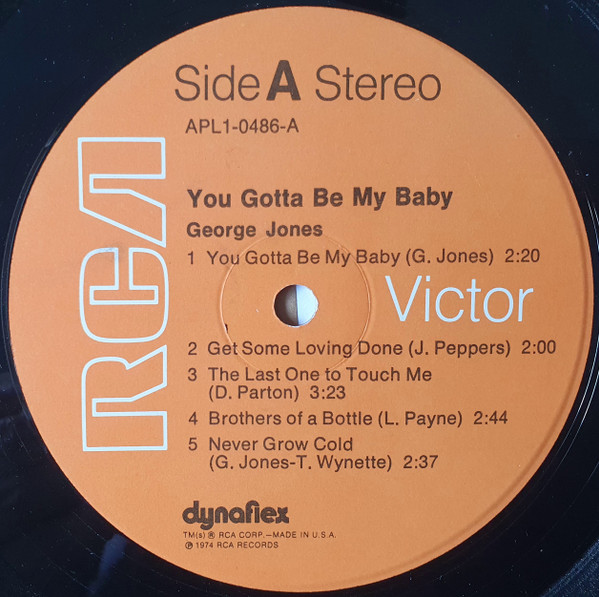 Side A Stereo
APL1-0486-A
RCA
You Gotta Be My Baby
George Jones
1 You Gotta Be My Baby (G. Jones) 2:20
Victor
2 Get Some Loving Done (J. Peppers) 2:00
3 The Last One to Touch Me
(D. Parton) 3:23
4 Brothers of a Bottle (L. Payne) 2:44
5 Never Grow Cold
(G. Jones-T. Wynette) 2:37
dynaflex
TM(s) ® RCA CORP.—MADE IN U.S.A.
℗ 1974 RCA RECORDS